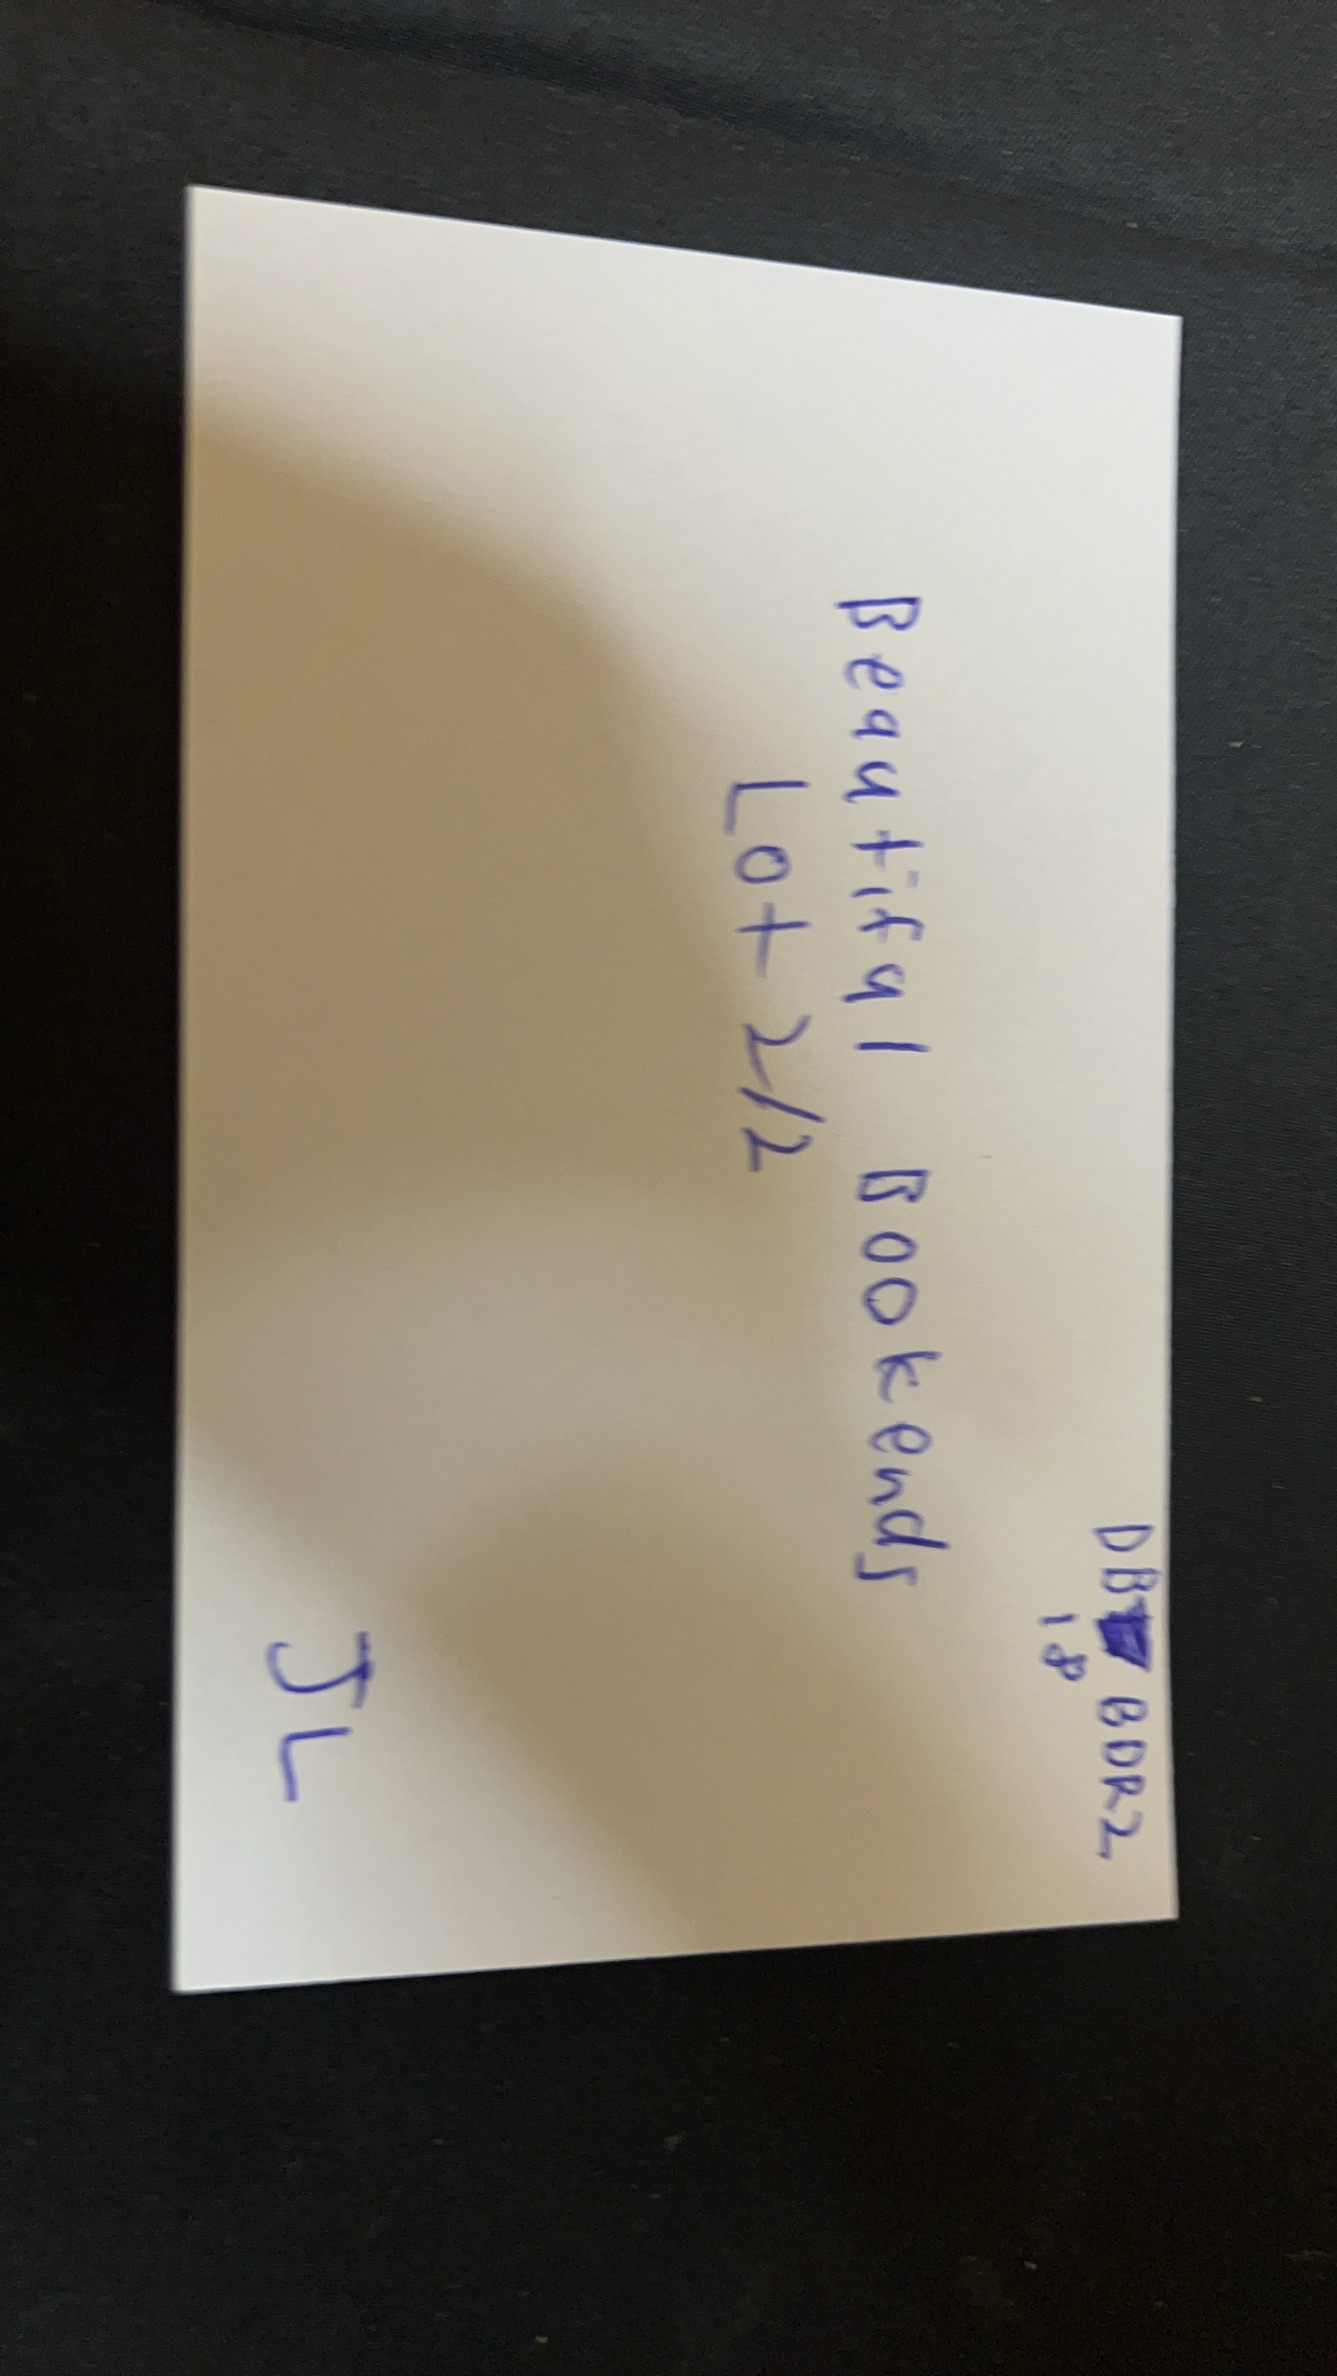 DB BDR2
18
Beautiful Bookends
Lot 2/2
JL